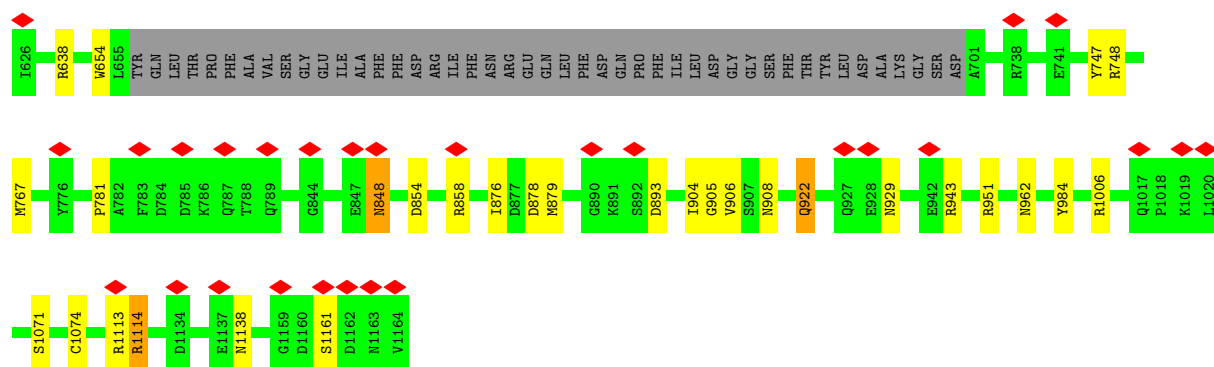 I626 R638 W654 L655 TYR GLN LEU THR PRO PHE ALA VAL SER GLY GLU ILE ALA PHE PHE ASP ARG ILE PHE ASN ARG GLU GLN LEU PHE ASP GLN PRO PHE ILE LEU ASP GLY GLY SER PHE THR TYR LEU ASP ALA LYS GLY SER ASP A701 R738 E741 Y747 R748
M767 Y776 P781 A782 F783 D784 D785 K786 Q787 T788 Q789 G844 E847 N848 D854 R858 I876 D877 D878 M879 G890 K891 S892 D893 I904 G905 V906 S907 N908 Q922 Q927 E928 N929 E942 R943 R951 N962 Y984 R1006 Q1017 P1018 K1019 L1020
S1071 C1074 R1113 R1114 D1134 E1137 N1138 G1159 D1160 S1161 D1162 N1163 V1164